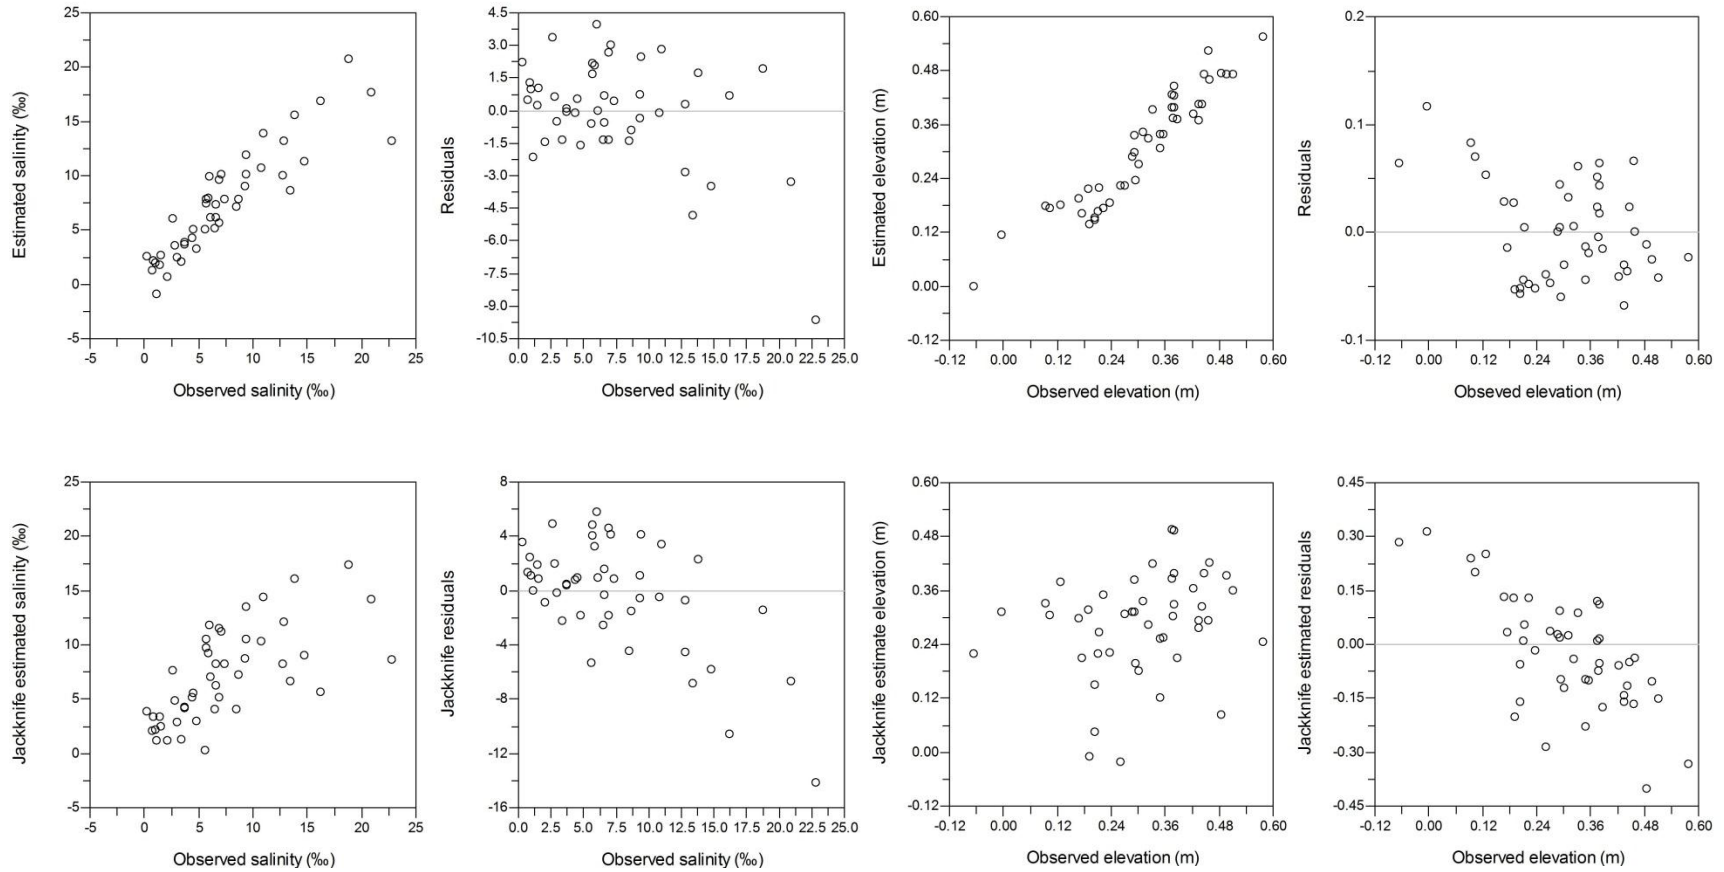 Estimated salinity (‰)
25
20
15
10
5
0
-5
-5 0 5 10 15 20 25
Observed salinity (‰)
Residuals
4.5
3.0
1.5
0.0
-1.5
-3.0
-4.5
-6.0
-7.5
-9.0
-10.5
0.0 2.5 5.0 7.5 10.0 12.5 15.0 17.5 20.0 22.5 25.0
Observed salinity (‰)
Estimated elevation (m)
0.60
0.48
0.36
0.24
0.12
0.00
-0.12
-0.12 0.00 0.12 0.24 0.36 0.48 0.60
Observed elevation (m)
Residuals
0.2
0.1
0.0
-0.1
-0.12 0.00 0.12 0.24 0.36 0.48 0.60
Obseved elevation (m)
Jacknife estimated salinity (‰)
25
20
15
10
5
0
-5
-5 0 5 10 15 20 25
Observed salinity (‰)
Jackknife residuals
8
4
0
-4
-8
-12
-16
0.0 2.5 5.0 7.5 10.0 12.5 15.0 17.5 20.0 22.5 25.0
Observed salinity (‰)
Jackknife estimate elevation (m)
0.60
0.48
0.36
0.24
0.12
0.00
-0.12
-0.12 0.00 0.12 0.24 0.36 0.48 0.60
Observed elevation (m)
Jackknife estimated residuals
0.45
0.30
0.15
0.00
-0.15
-0.30
-0.45
-0.12 0.00 0.12 0.24 0.36 0.48 0.60
Observed elevation (m)